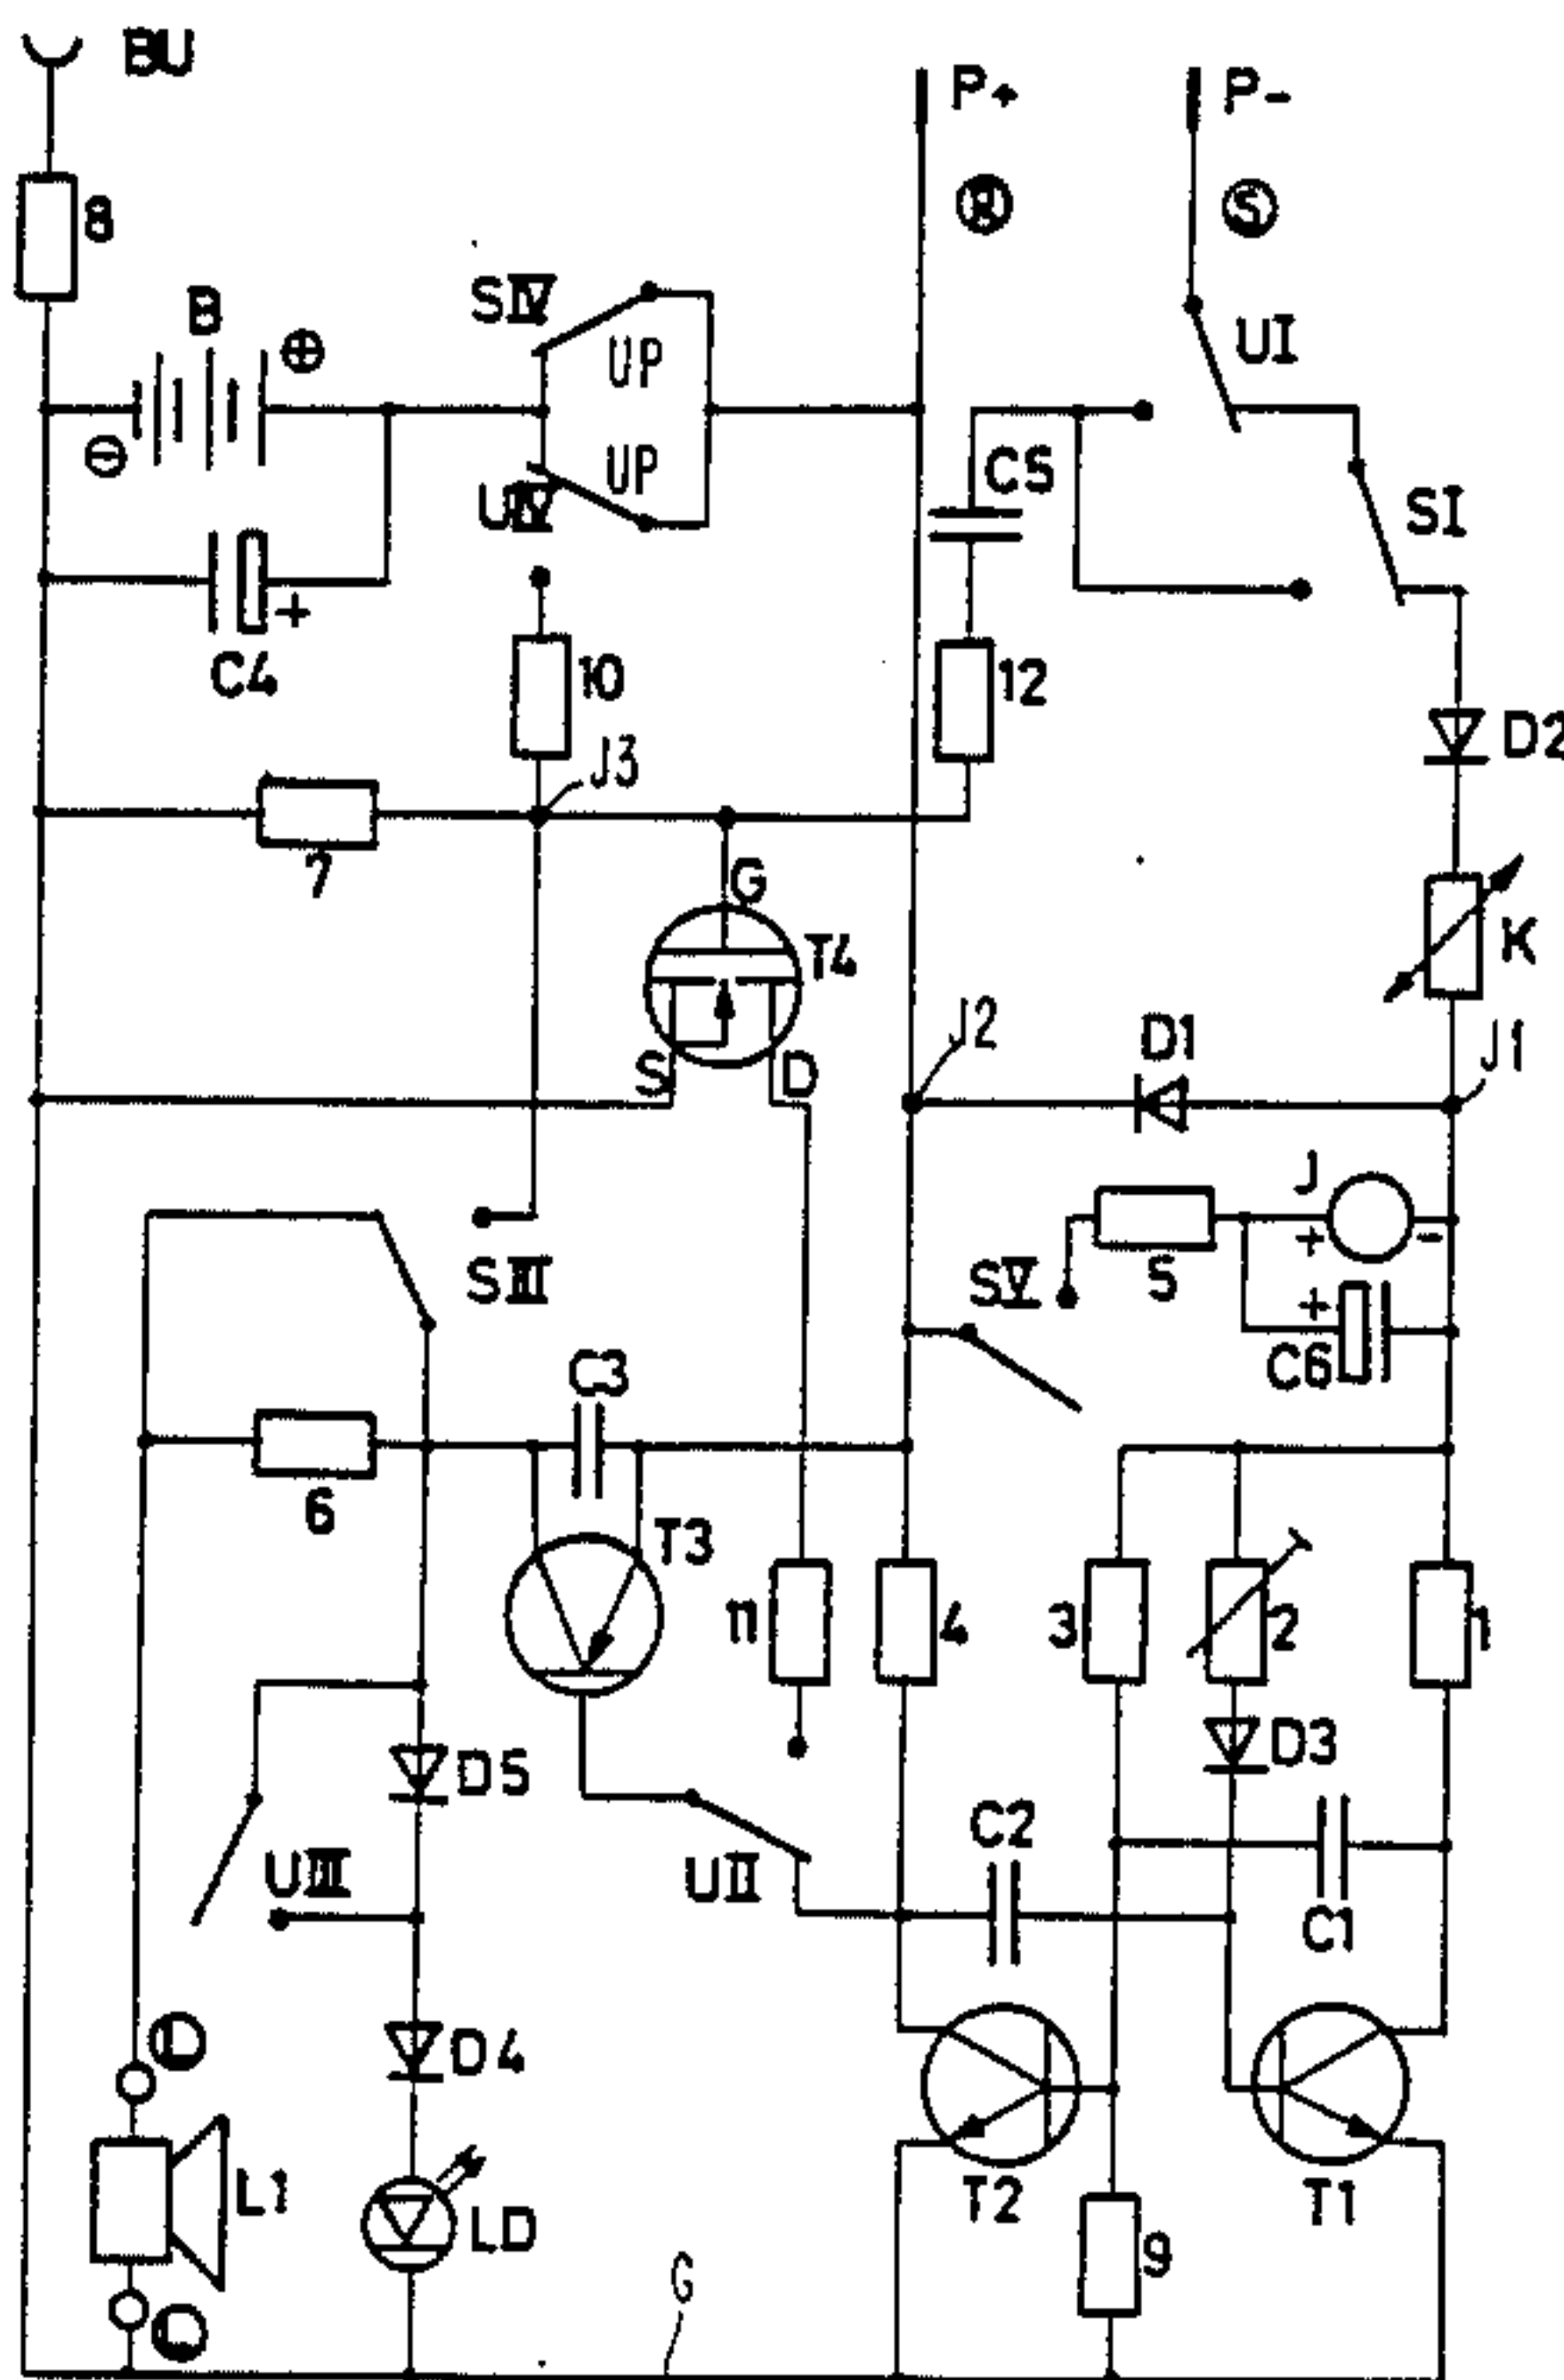 BU
P+
P-
R
S
8
B
⊕
⊖
SIV
UP
UP
UIV
UI
C5
SI
C4
+
10
12
D2
J3
7
G
T4
K
S
D
J2
D1
J1
J
+
-
SIII
SV
5
+
C6
C3
6
T3
11
4
3
2
1
D5
D3
C2
UIII
UII
C1
L
D4
L1
LD
T2
T1
9
G
L